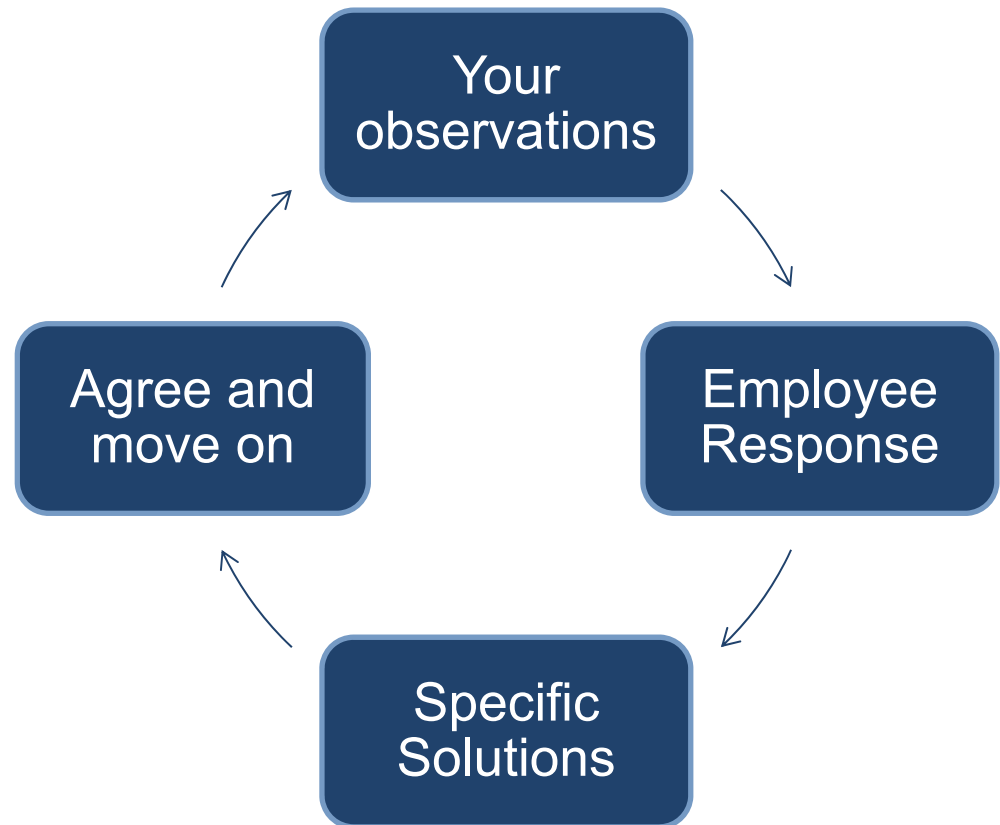 Your
observations
Employee
Response
Specific
Solutions
Agree and
move on